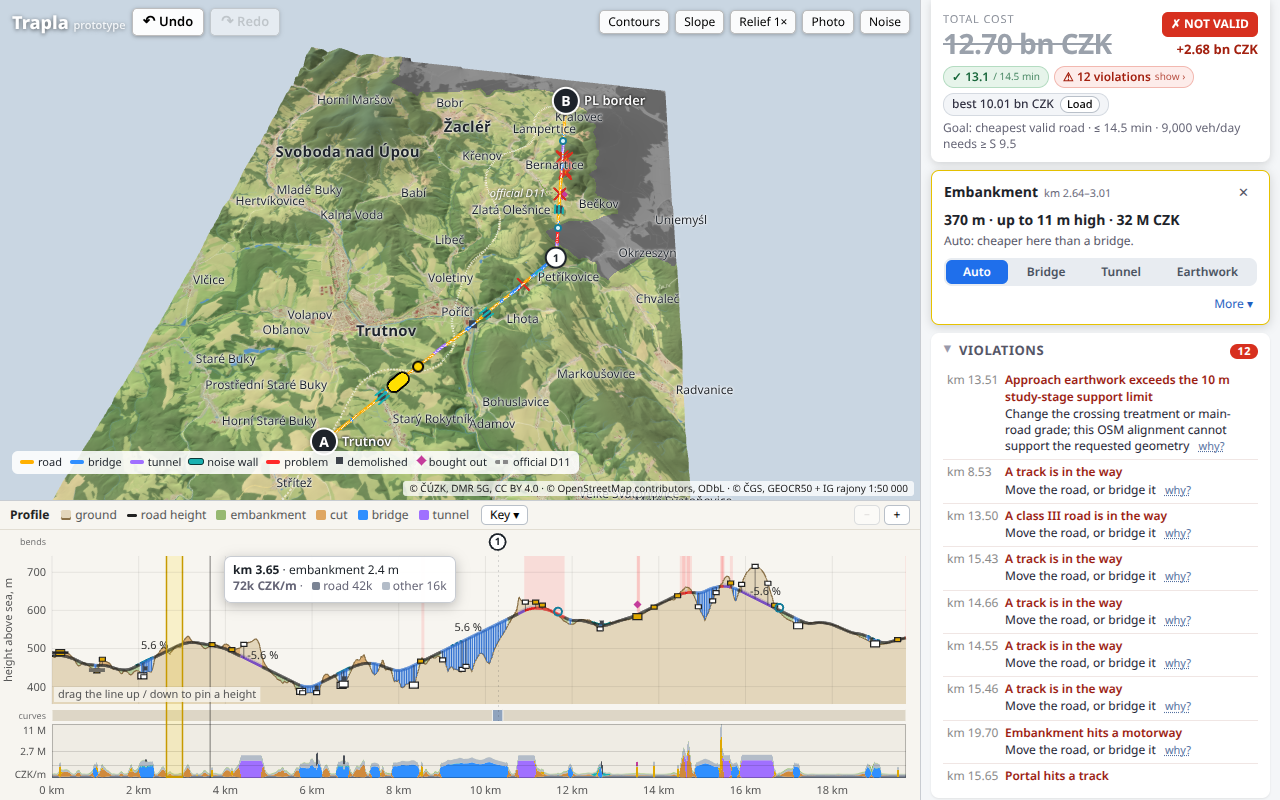 Trapla prototype
↶ Undo
↷ Redo
Contours
Slope
Relief 1×
Photo
Noise
Horní Maršov
Bobr
B PL border
Královec
Žacléř
Lampertice
Svoboda nad Úpou
Křenov
Bernartice
Mladé Buky
Hertvíkovice
Babí
official D11
Bečkov
Zlatá Olešnice
Kalná Voda
Uniemyśl
Libeč
1
Okrzeszyn
Vlčice
Voletiny
Petříkovice
Chvaleč
Volanov
Poříčí
Lhota
Oblanov
Trutnov
Staré Buky
Markoušovice
Prostřední Staré Buky
Radvanice
Bohuslavice
Horní Staré Buky
Starý Rokytník
Adamov
A Trutnov
road
bridge
tunnel
noise wall
problem
demolished
bought out
official D11
Střítež
© ČÚZK, DMR 5G, CC BY 4.0 · © OpenStreetMap contributors, ODbL · © ČGS, GEOCR50 + IG rajony 1:50 000
Profile
ground
road height
embankment
cut
bridge
tunnel
Key ▾
−
+
bends
1
km 3.65 · embankment 2.4 m
72k CZK/m · road 42k other 16k
height above sea, m
700
600
500
400
5.6 %
-5.6 %
5.6 %
-5.6 %
drag the line up / down to pin a height
curves
11 M
2.7 M
CZK/m
0 km
2 km
4 km
6 km
8 km
10 km
12 km
14 km
16 km
18 km
TOTAL COST
✗ NOT VALID
12.70 bn CZK
+2.68 bn CZK
✓ 13.1 / 14.5 min
⚠ 12 violations show ›
best 10.01 bn CZK Load
Goal: cheapest valid road · ≤ 14.5 min · 9,000 veh/day
needs ≥ S 9.5
Embankment km 2.64–3.01 ✕
370 m · up to 11 m high · 32 M CZK
Auto: cheaper here than a bridge.
Auto
Bridge
Tunnel
Earthwork
More ▾
▼ VIOLATIONS 12
km 13.51 Approach earthwork exceeds the 10 m
study-stage support limit
Change the crossing treatment or main-
road grade; this OSM alignment cannot
support the requested geometry why?
km 8.53 A track is in the way
Move the road, or bridge it why?
km 13.50 A class III road is in the way
Move the road, or bridge it why?
km 15.43 A track is in the way
Move the road, or bridge it why?
km 14.66 A track is in the way
Move the road, or bridge it why?
km 14.55 A track is in the way
Move the road, or bridge it why?
km 15.46 A track is in the way
Move the road, or bridge it why?
km 19.70 Embankment hits a motorway
Move the road, or bridge it why?
km 15.65 Portal hits a track